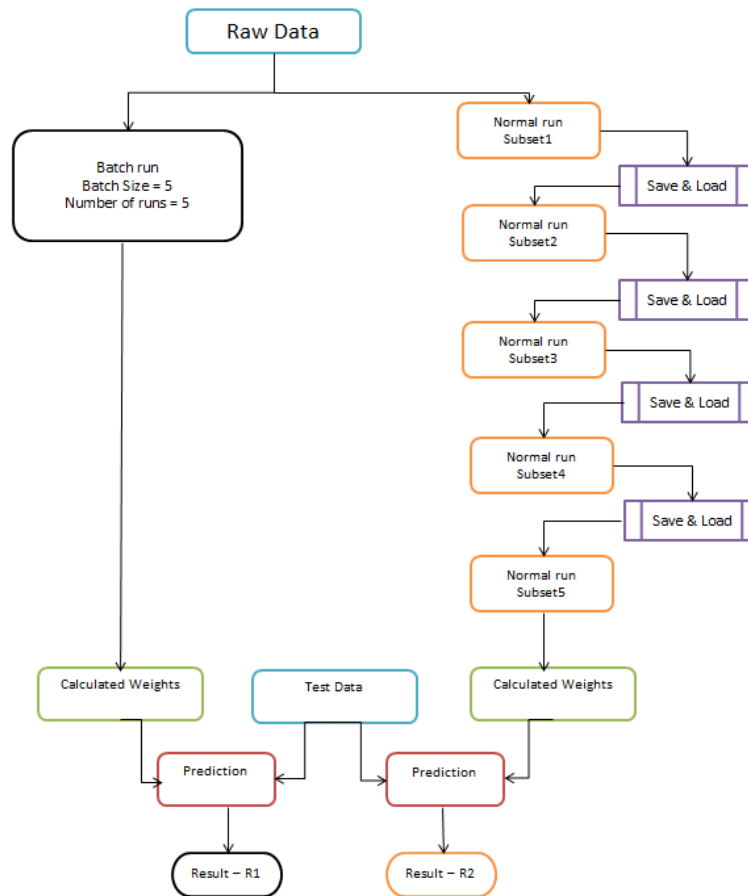 Raw Data
Batch run
Batch Size = 5
Number of runs = 5
Normal run
Subset1
Save & Load
Normal run
Subset2
Save & Load
Normal run
Subset3
Save & Load
Normal run
Subset4
Save & Load
Normal run
Subset5
Calculated Weights
Test Data
Calculated Weights
Prediction
Prediction
Result – R1
Result – R2